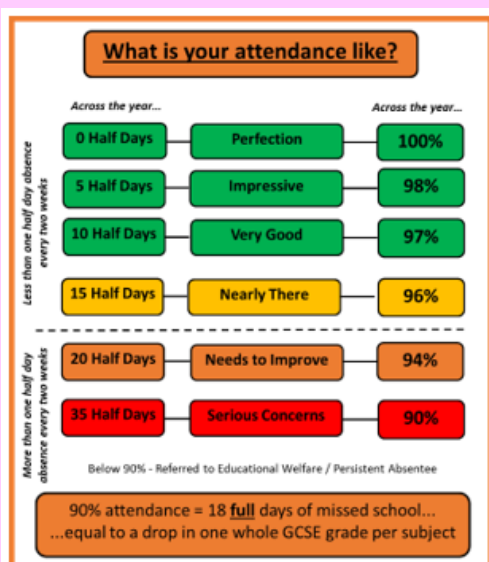 What is your attendance like?
Across the year... Across the year...
Less than one half day absence
every two weeks
0 Half Days Perfection 100%
5 Half Days Impressive 98%
10 Half Days Very Good 97%
15 Half Days Nearly There 96%
More than one half day
absence every two weeks
20 Half Days Needs to Improve 94%
35 Half Days Serious Concerns 90%
Below 90% - Referred to Educational Welfare / Persistent Absentee
90% attendance = 18 full days of missed school...
...equal to a drop in one whole GCSE grade per subject